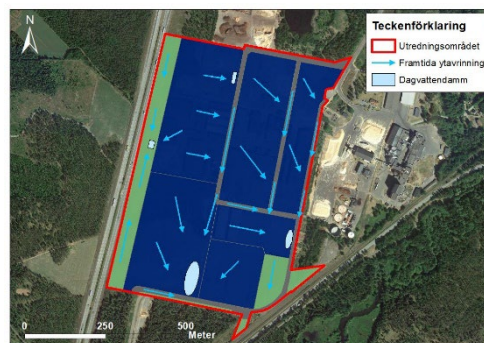 N
Teckenförklaring
Utredningsområdet
Framtida ytavrinning
Dagvattendamm
0 250 500
Meter